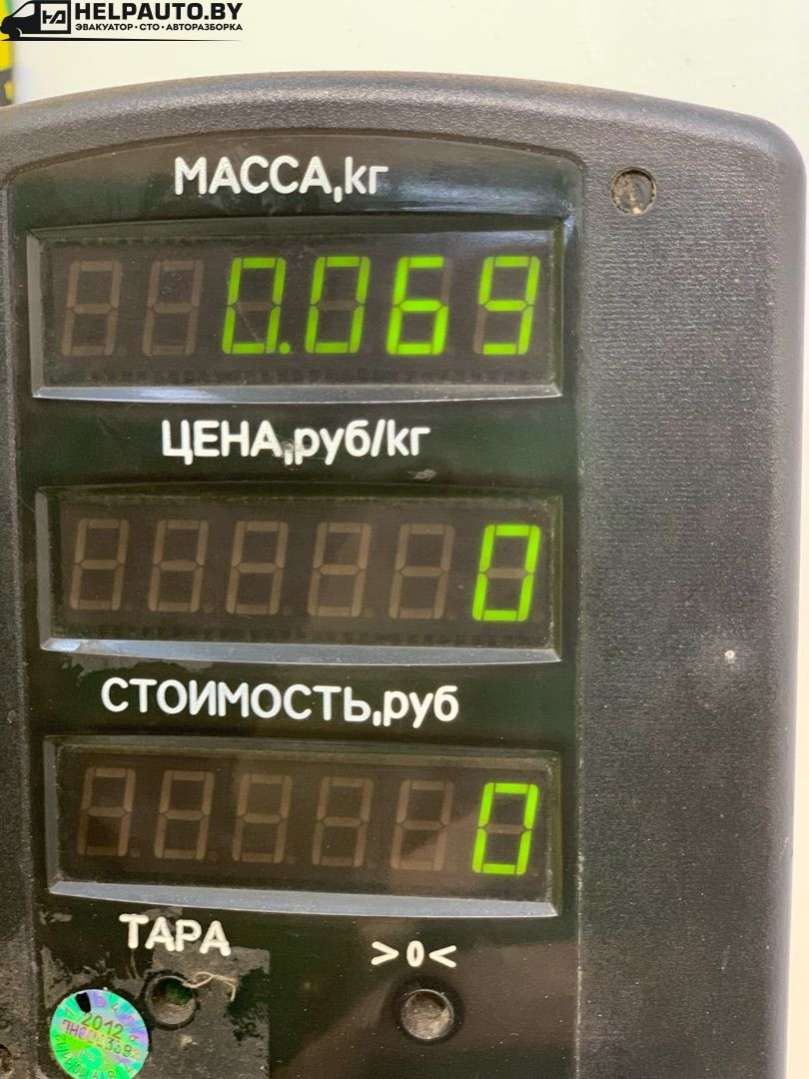 HELPAUTO.BY
ЭВАКУАТОР · СТО · АВТОРАЗБОРКА
МАССА,кг
0.069
ЦЕНА,руб/кг
0
СТОИМОСТЬ,руб
0
ТАРА
>0<
2012